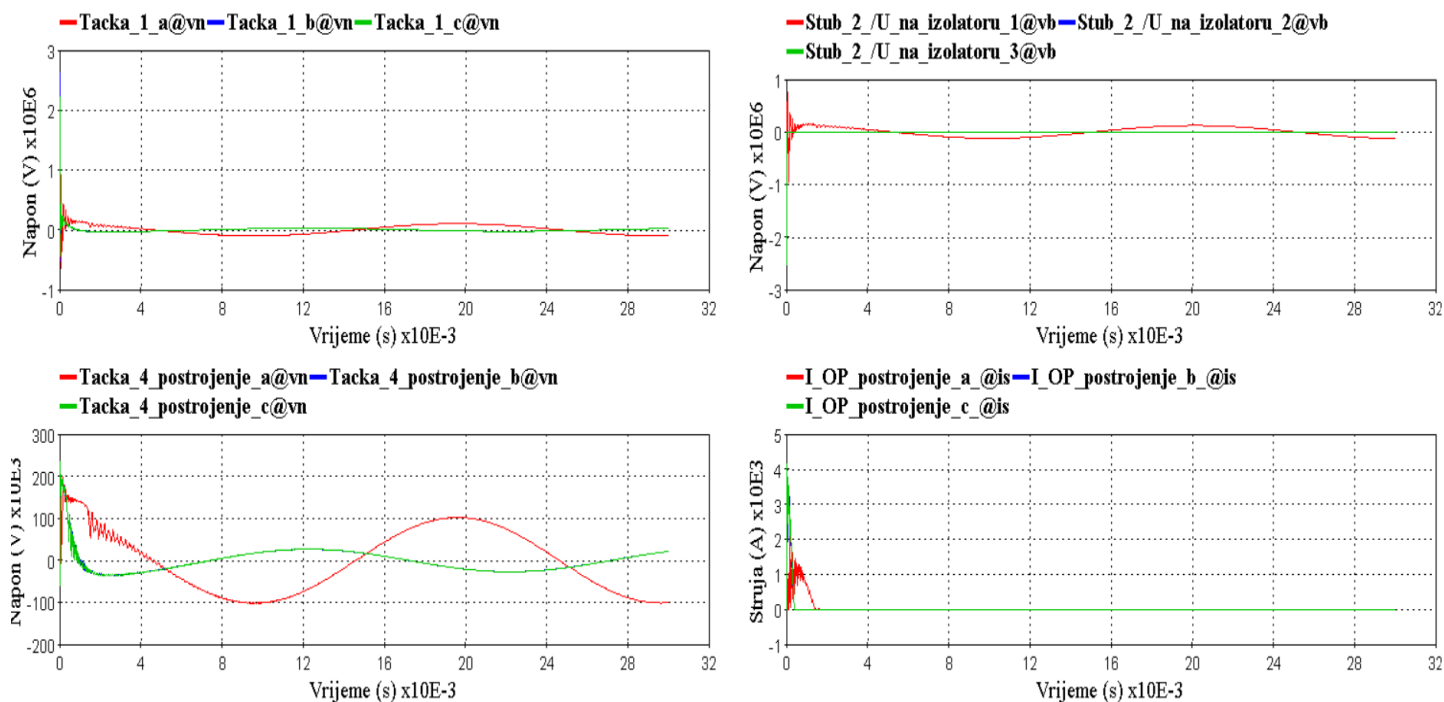 Tacka_1_a@vn Tacka_1_b@vn Tacka_1_c@vn
3
2
1
0
-1
Napon (V) x10E6
0 4 8 12 16 20 24 28 32
Vrijeme (s) x10E-3
Stub_2_/U_na_izolatoru_1@vb Stub_2_/U_na_izolatoru_2@vb
Stub_2_/U_na_izolatoru_3@vb
1
0
-1
-2
-3
Napon (V) x10E6
0 4 8 12 16 20 24 28 32
Vrijeme (s) x10E-3
Tacka_4_postrojenje_a@vn Tacka_4_postrojenje_b@vn
Tacka_4_postrojenje_c@vn
300
200
100
0
-100
-200
Napon (V) x10E3
0 4 8 12 16 20 24 28 32
Vrijeme (s) x10E-3
I_OP_postrojenje_a_@is I_OP_postrojenje_b_@is
I_OP_postrojenje_c_@is
5
4
3
2
1
0
-1
Struja (A) x10E3
0 4 8 12 16 20 24 28 32
Vrijeme (s) x10E-3